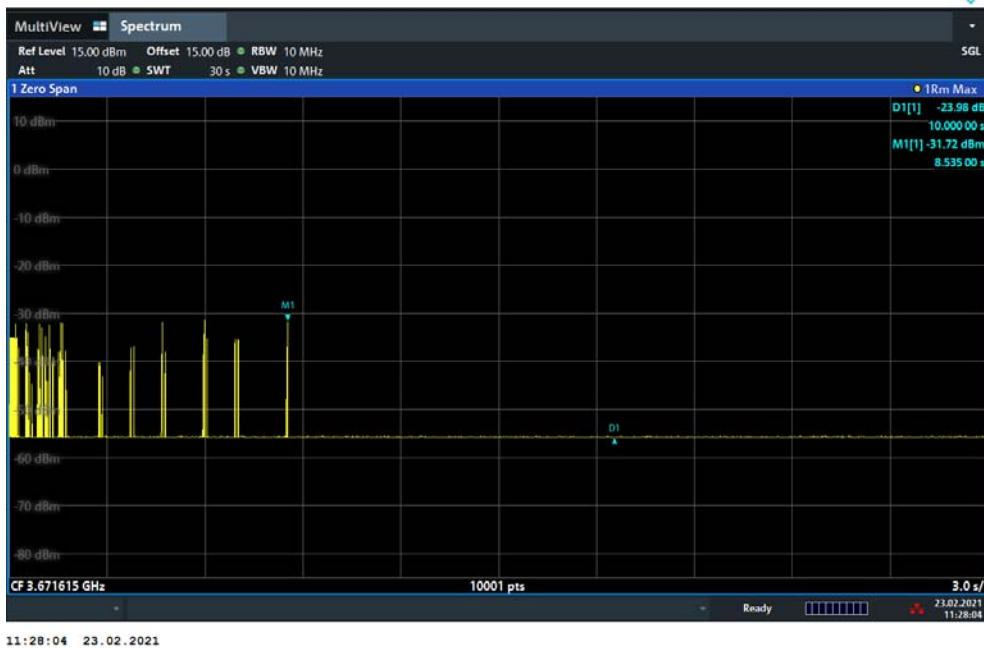 MultiView Spectrum
Ref Level 15.00 dBm Offset 15.00 dB RBW 10 MHz SGL
Att 10 dB SWT 30 s VBW 10 MHz
1 Zero Span 1Rm Max
D1[1] -23.98 dB
10.000 00 s
M1[1] -31.72 dBm
8.535 00 s
10 dBm
0 dBm
-10 dBm
-20 dBm
-30 dBm
M1
-40 dBm
-50 dBm
D1
-60 dBm
-70 dBm
-80 dBm
CF 3.671615 GHz 10001 pts 3.0 s/
Ready 23.02.2021
11:28:04
11:28:04 23.02.2021